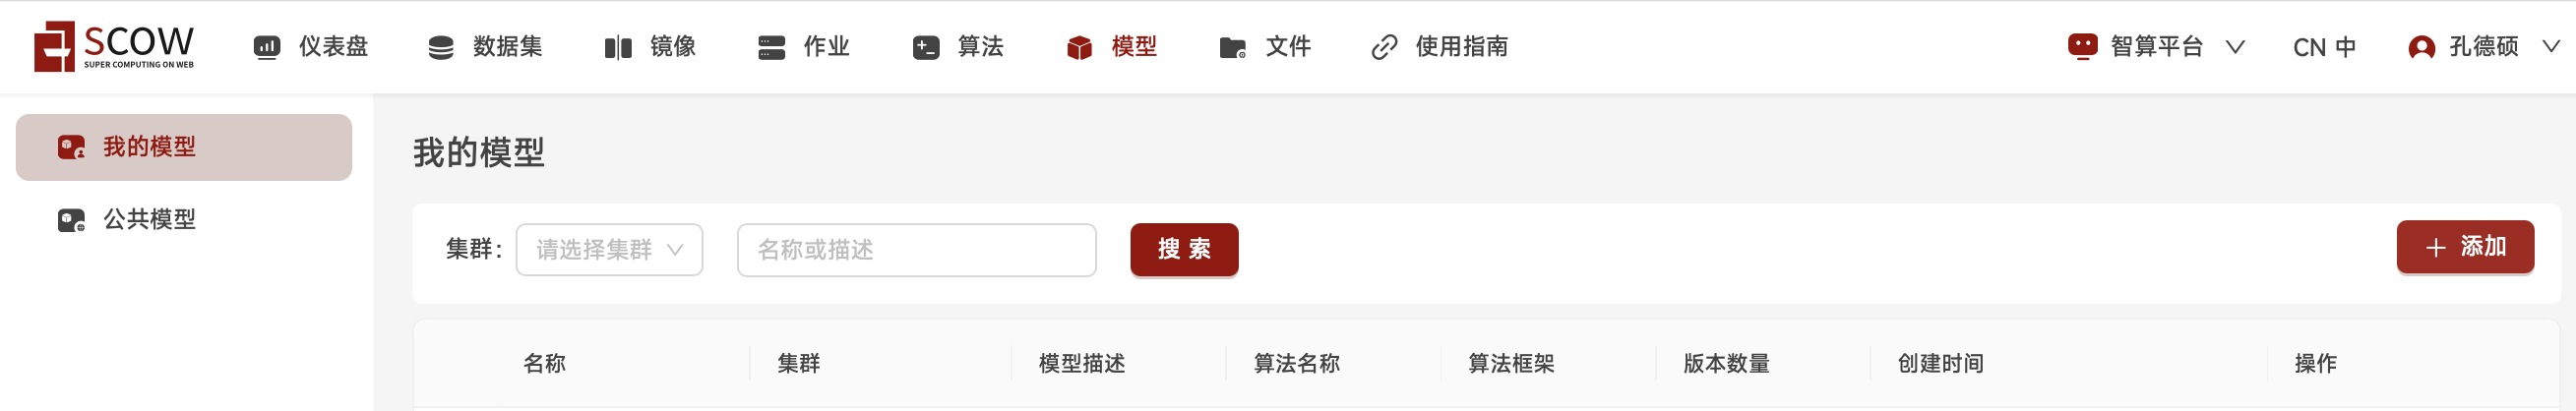 SCOW
SUPER COMPUTING ON WEB
仪表盘 数据集 镜像 作业 算法 模型 文件 使用指南 智算平台 CN 中 孔德硕
我的模型
公共模型
我的模型
集群: 请选择集群 名称或描述 搜 索 添加
名称 集群 模型描述 算法名称 算法框架 版本数量 创建时间 操作